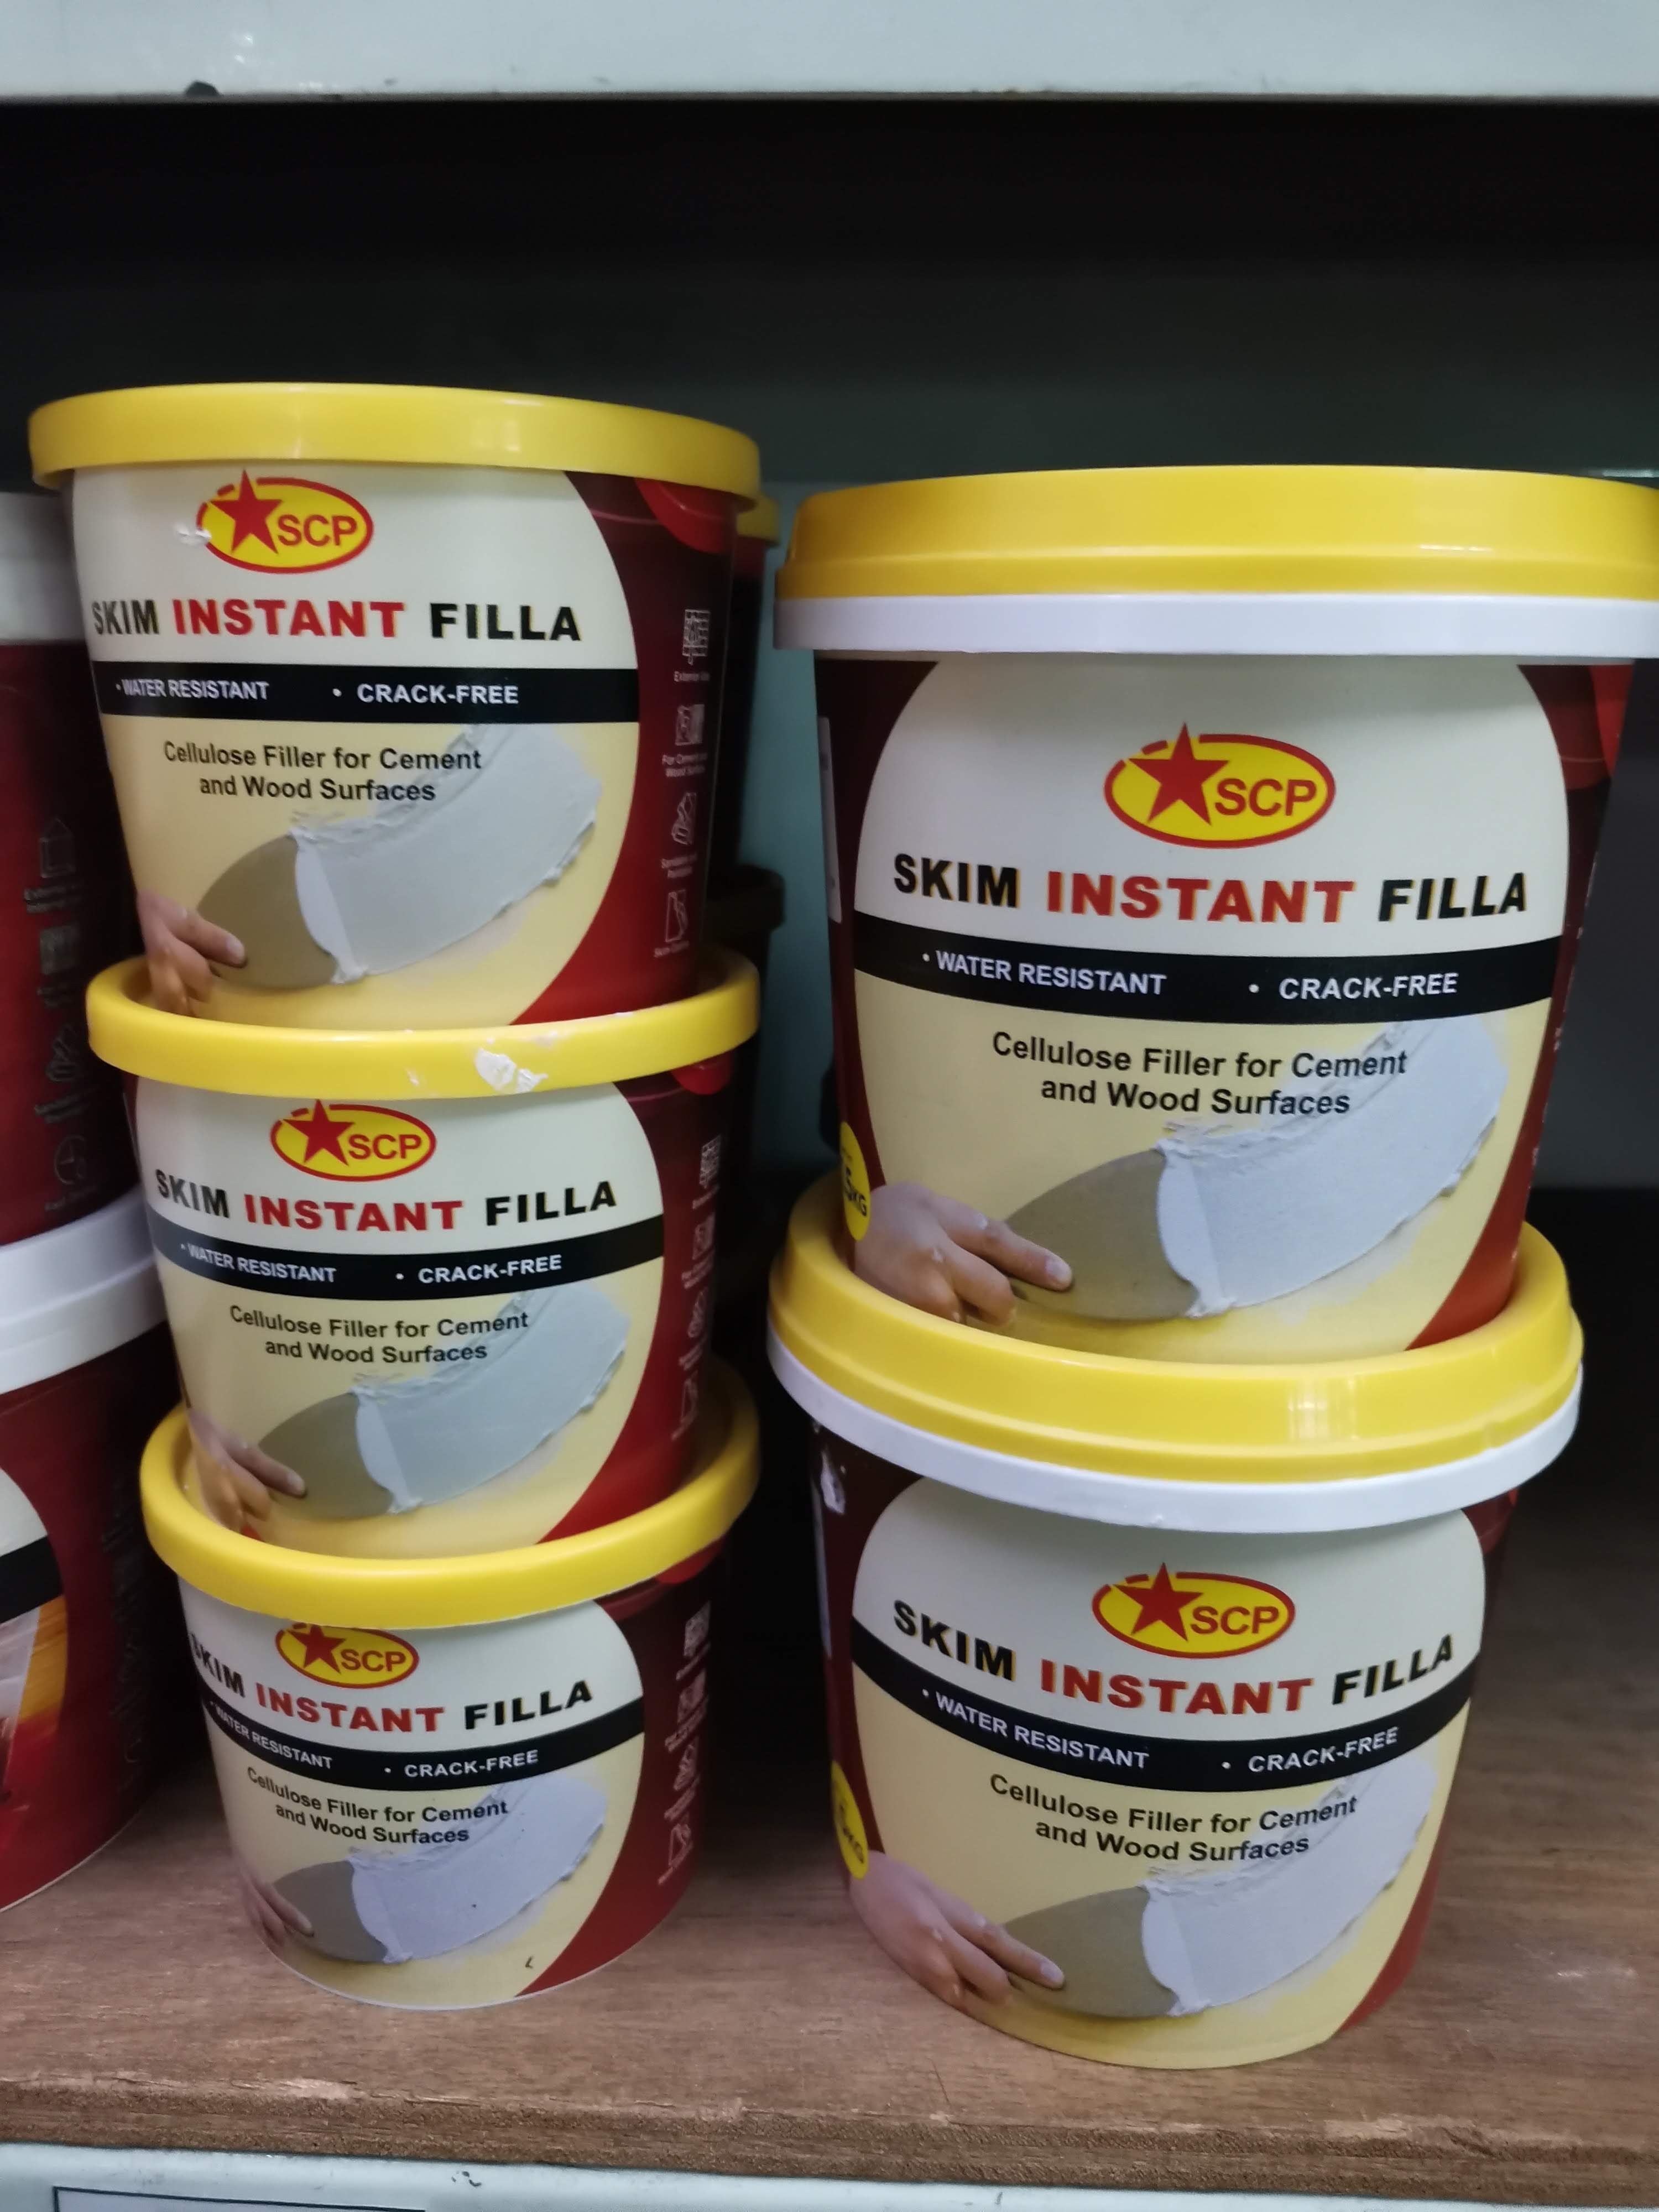 SCP
SKIM INSTANT FILLA
• WATER RESISTANT • CRACK-FREE
Cellulose Filler for Cement
and Wood Surfaces
SCP
SKIM INSTANT FILLA
• WATER RESISTANT • CRACK-FREE
Cellulose Filler for Cement
and Wood Surfaces
SCP
SKIM INSTANT FILLA
• WATER RESISTANT • CRACK-FREE
Cellulose Filler for Cement
and Wood Surfaces
SCP
SKIM INSTANT FILLA
• WATER RESISTANT • CRACK-FREE
Cellulose Filler for Cement
and Wood Surfaces
KG
SCP
SKIM INSTANT FILLA
• WATER RESISTANT • CRACK-FREE
Cellulose Filler for Cement
and Wood Surfaces
KG